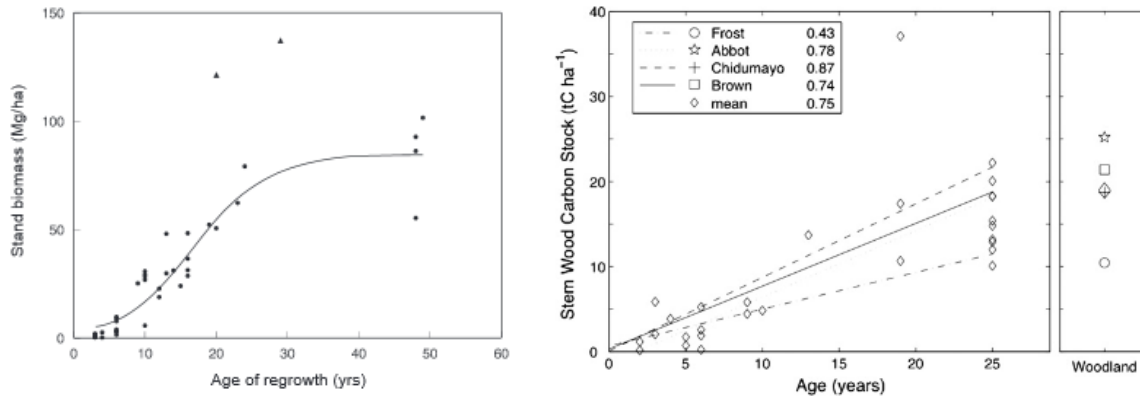 150
100
50
0
0 10 20 30 40 50 60
Stand biomass (Mg/ha)
Age of regrowth (yrs)
Stem Wood Carbon Stock (tC ha⁻¹)
40
30
20
10
0
0 5 10 15 20 25
Age (years)
Frost 0.43
Abbot 0.78
Chidumayo 0.87
Brown 0.74
mean 0.75
Woodland